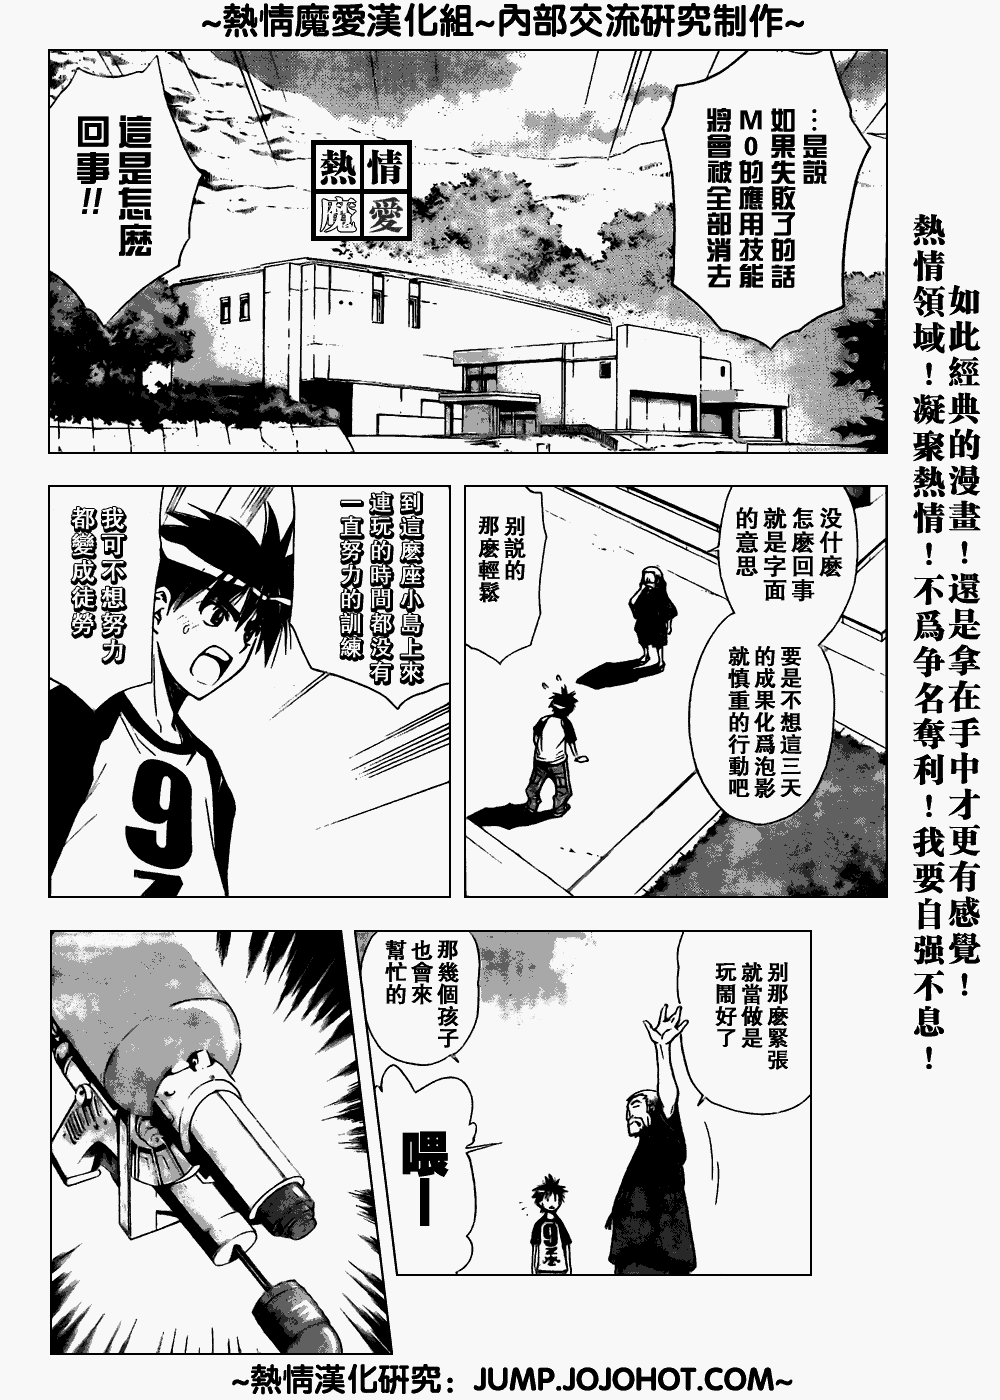 ~熱情魔愛漢化組~內部交流研究制作~
…是說
如果失敗了的話
M0的應用技能
將會被全部消去
這是怎麽
回事!!
熱情
魔愛
如此經典的漫畫！還是拿在手中才更有感覺！
熱情領域！凝聚熱情！不爲争名奪利！我要自强不息！
没什麽
怎麽回事
就是字面
的意思
要是不想這三天
的成果化爲泡影
就慎重的行動吧
别説的
那麽輕鬆
到這麽座小島上來
連玩的時間都没有
一直努力的訓練
我可不想努力
都變成徒勞
别那麽緊張
就當做是
玩鬧好了
那幾個孩子
也會來
幫忙的
喂—
9
9
~熱情漢化研究：JUMP.JOJOHOT.COM~